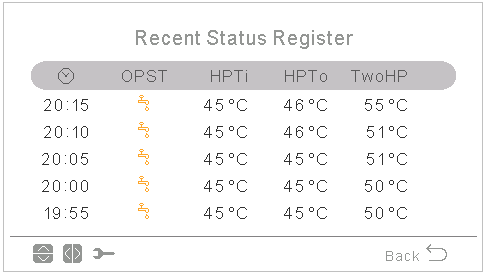 Recent Status Register
OPST HPTi HPTo TwoHP
20:15 45°C 46°C 55°C
20:10 45°C 46°C 51°C
20:05 45°C 45°C 51°C
20:00 45°C 45°C 50°C
19:55 45°C 45°C 50°C
Back